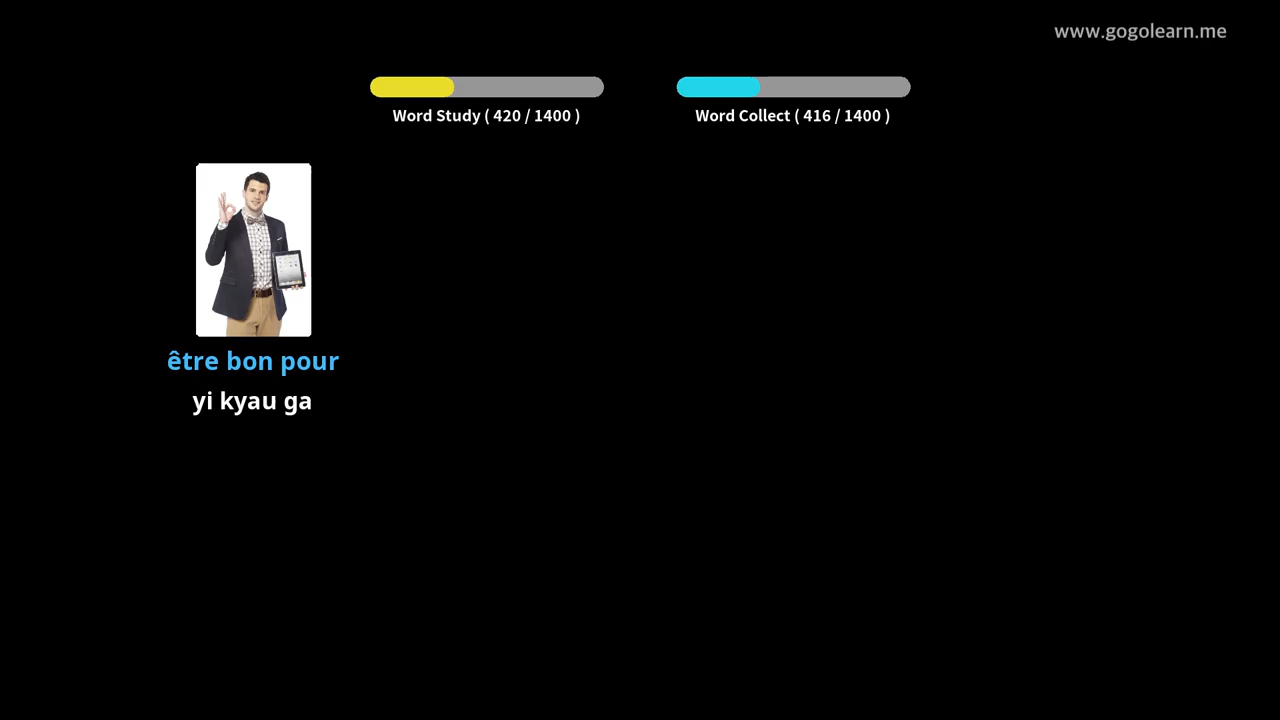 www.gogolearn.me
Word Study ( 420 / 1400 )
Word Collect ( 416 / 1400 )
être bon pour
yi kyau ga